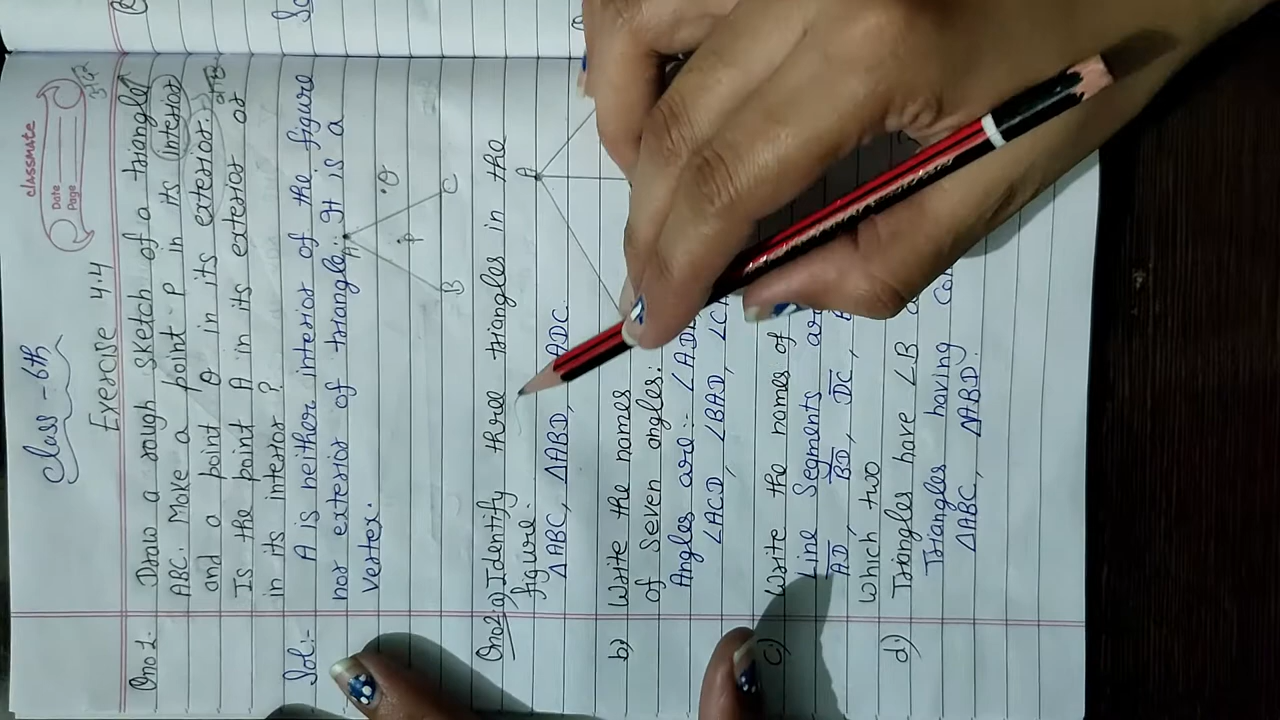 classmate
Date
Page
Class - 6th
Exercise 4.4
Qno 1. Draw a rough sketch of a triangle
ABC. Make a point - P in its interior
and a point Q in its exterior.
Is the point A in its exterior or
in its interior ?
Sol:- A is neither interior of the figure
nor exterior of triangle. It is a
vertex.
A
Q
P
B
C
Qno2. a) Identify three triangles in the
figure.
△ABC, △ABD, ADC.
A
b) Write the names
of seven angles:
Angles are :-
∠ACD, ∠BAD,
c) Write the names of
Line Segments are
AD, BD, DC,
Which two
d) Triangles have ∠B
Triangles having
△ABC, △ABD.